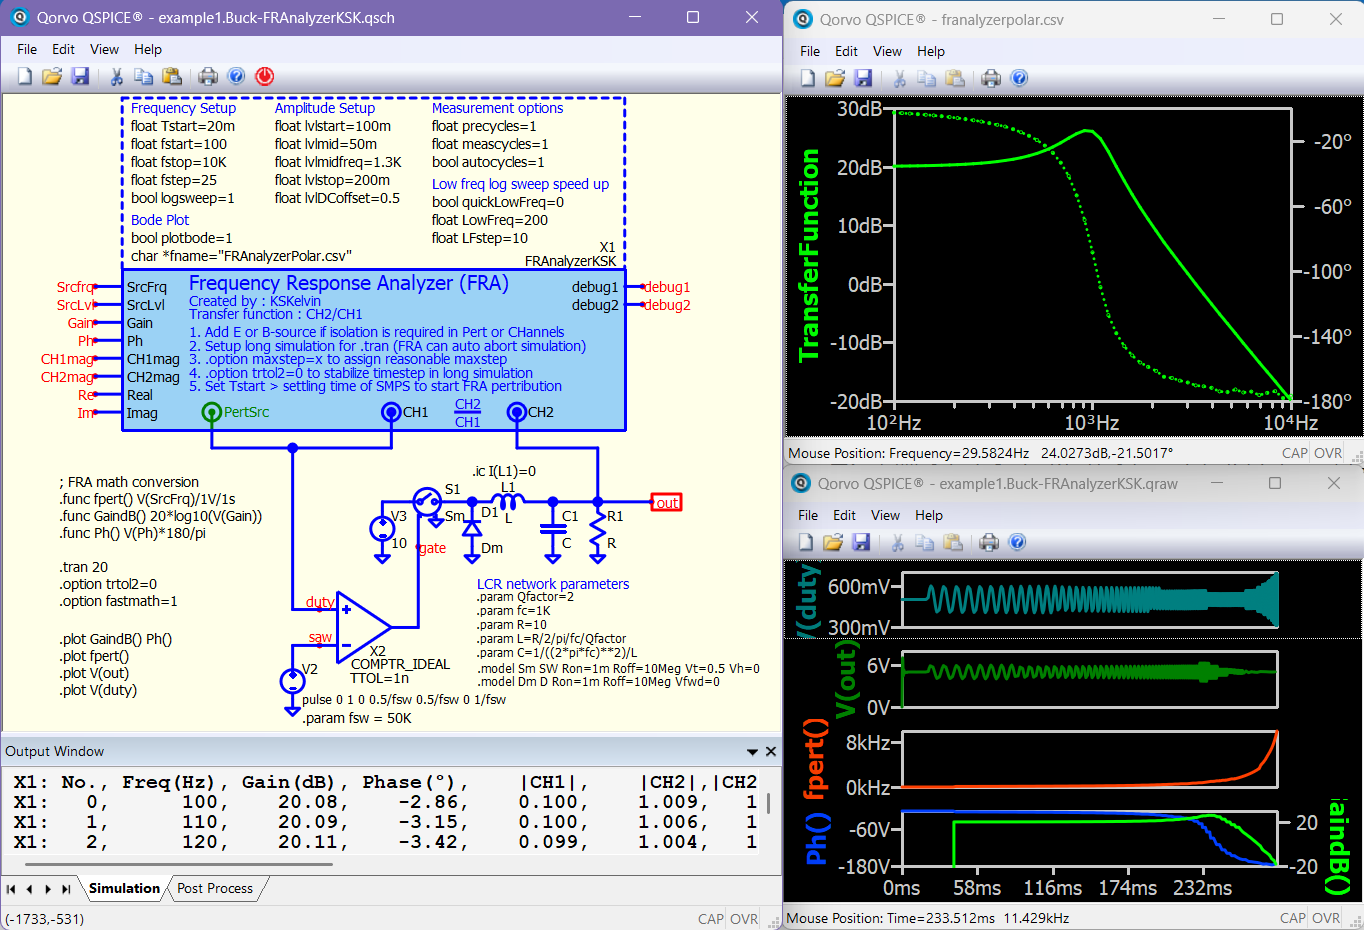 Qorvo QSPICE® - example1.Buck-FRAnalyzerKSK.qsch
File Edit View Help
Frequency Setup
float Tstart=20m
float fstart=100
float fstop=10K
float fstep=25
bool logsweep=1
Bode Plot
bool plotbode=1
char *fname="FRAnalyzerPolar.csv"
Amplitude Setup
float lvlstart=100m
float lvlmid=50m
float lvlmidfreq=1.3K
float lvlstop=200m
float lvlDCoffset=0.5
Measurement options
float precycles=1
float meascycles=1
bool autocycles=1
Low freq log sweep speed up
bool quickLowFreq=0
float LowFreq=200
float LFstep=10
X1
FRAnalyzerKSK
Srcfrq
SrcLvl
Gain
Ph
CH1mag
CH2mag
Re
Im
SrcFrq
SrcLvl
Gain
Ph
CH1mag
CH2mag
Real
Imag
Frequency Response Analyzer (FRA)
Created by : KSKelvin
Transfer function : CH2/CH1
1. Add E or B-source if isolation is required in Pert or CHannels
2. Setup long simulation for .tran (FRA can auto abort simulation)
3. .option maxstep=x to assign reasonable maxstep
4. .option trtol2=0 to stabilize timestep in long simulation
5. Set Tstart > settling time of SMPS to start FRA pertribution
debug1 debug1
debug2 debug2
PertSrc
CH1
CH2
CH1
CH2
; FRA math conversion
.func fpert() V(SrcFrq)/1V/1s
.func GaindB() 20*log10(V(Gain))
.func Ph() V(Ph)*180/pi
.tran 20
.option trtol2=0
.option fastmath=1
.plot GaindB() Ph()
.plot fpert()
.plot V(out)
.plot V(duty)
.ic I(L1)=0
S1
Sm
V3
10
gate
D1
Dm
L1
L
C1
C
R1
R
out
duty
saw
X2
COMPTR_IDEAL
TTOL=1n
V2
pulse 0 1 0 0.5/fsw 0.5/fsw 0 1/fsw
.param fsw = 50K
LCR network parameters
.param Qfactor=2
.param fc=1K
.param R=10
.param L=R/2/pi/fc/Qfactor
.param C=1/((2*pi*fc)**2)/L
.model Sm SW Ron=1m Roff=10Meg Vt=0.5 Vh=0
.model Dm D Ron=1m Roff=10Meg Vfwd=0
Output Window
X1: No., Freq(Hz), Gain(dB), Phase(°), |CH1|, |CH2|,|CH2
X1: 0, 100, 20.08, -2.86, 0.100, 1.009, 1
X1: 1, 110, 20.09, -3.15, 0.100, 1.006, 1
X1: 2, 120, 20.11, -3.42, 0.099, 1.004, 1
Simulation Post Process
(-1733,-531)
CAP OVR
Qorvo QSPICE® - franalyzerpolar.csv
File Edit View Help
TransferFunction
30dB
20dB
10dB
0dB
-10dB
-20dB
-20°
-60°
-100°
-140°
-180°
10²Hz 10³Hz 10⁴Hz
Mouse Position: Frequency=29.5824Hz 24.0273dB,-21.5017°
CAP OVR
Qorvo QSPICE® - example1.Buck-FRAnalyzerKSK.qraw
File Edit View Help
V(duty
600mV
300mV
V(out)
6V
0V
fpert()
8kHz
0kHz
Ph()
-60V
-180V
20
-20
aindB()
0ms 58ms 116ms 174ms 232ms
Mouse Position: Time=233.512ms 11.429kHz
CAP OVR